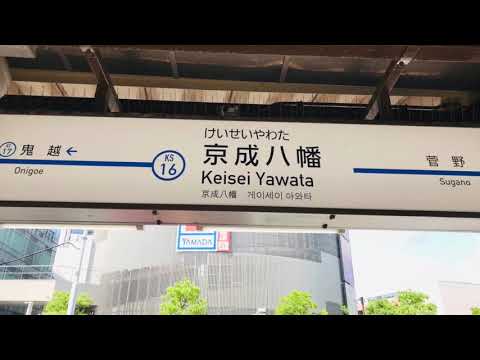 けいせいやわた
京成八幡
Keisei Yawata
京成八幡 게이세이 야와타
KS
16
KS
17
鬼越 ←
Onigoe
菅野
Sugano
YAMADA